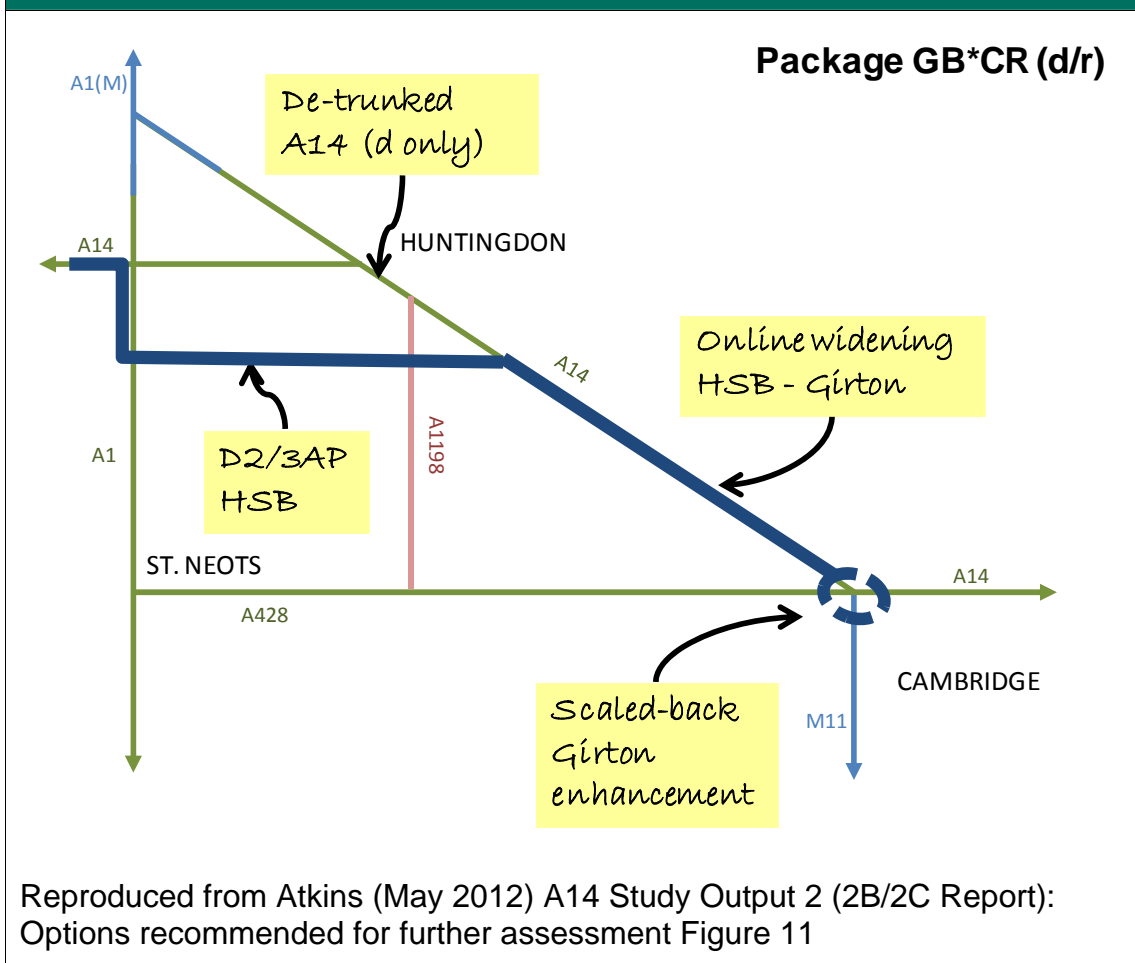 Package GB*CR (d/r)
A1(M)
De-trunked
A14 (d only)
A14
HUNTINGDON
Online widening
HSB - Girton
A14
A1
D2/3AP
HSB
A1198
ST. NEOTS
A428
A14
CAMBRIDGE
Scaled-back
Girton
enhancement
M11
Reproduced from Atkins (May 2012) A14 Study Output 2 (2B/2C Report):
Options recommended for further assessment Figure 11